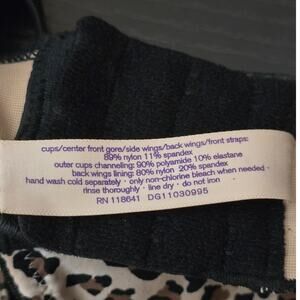 cups/center front gore/side wings/back wings/front straps:
89% nylon 11% spandex
outer cups channeling: 90% polyamide 10% elastane
back wings lining: 80% nylon 20% spandex
hand wash cold separately · only non-chlorine bleach when needed ·
rinse thoroughly · line dry · do not iron
RN 118641 DG11030995